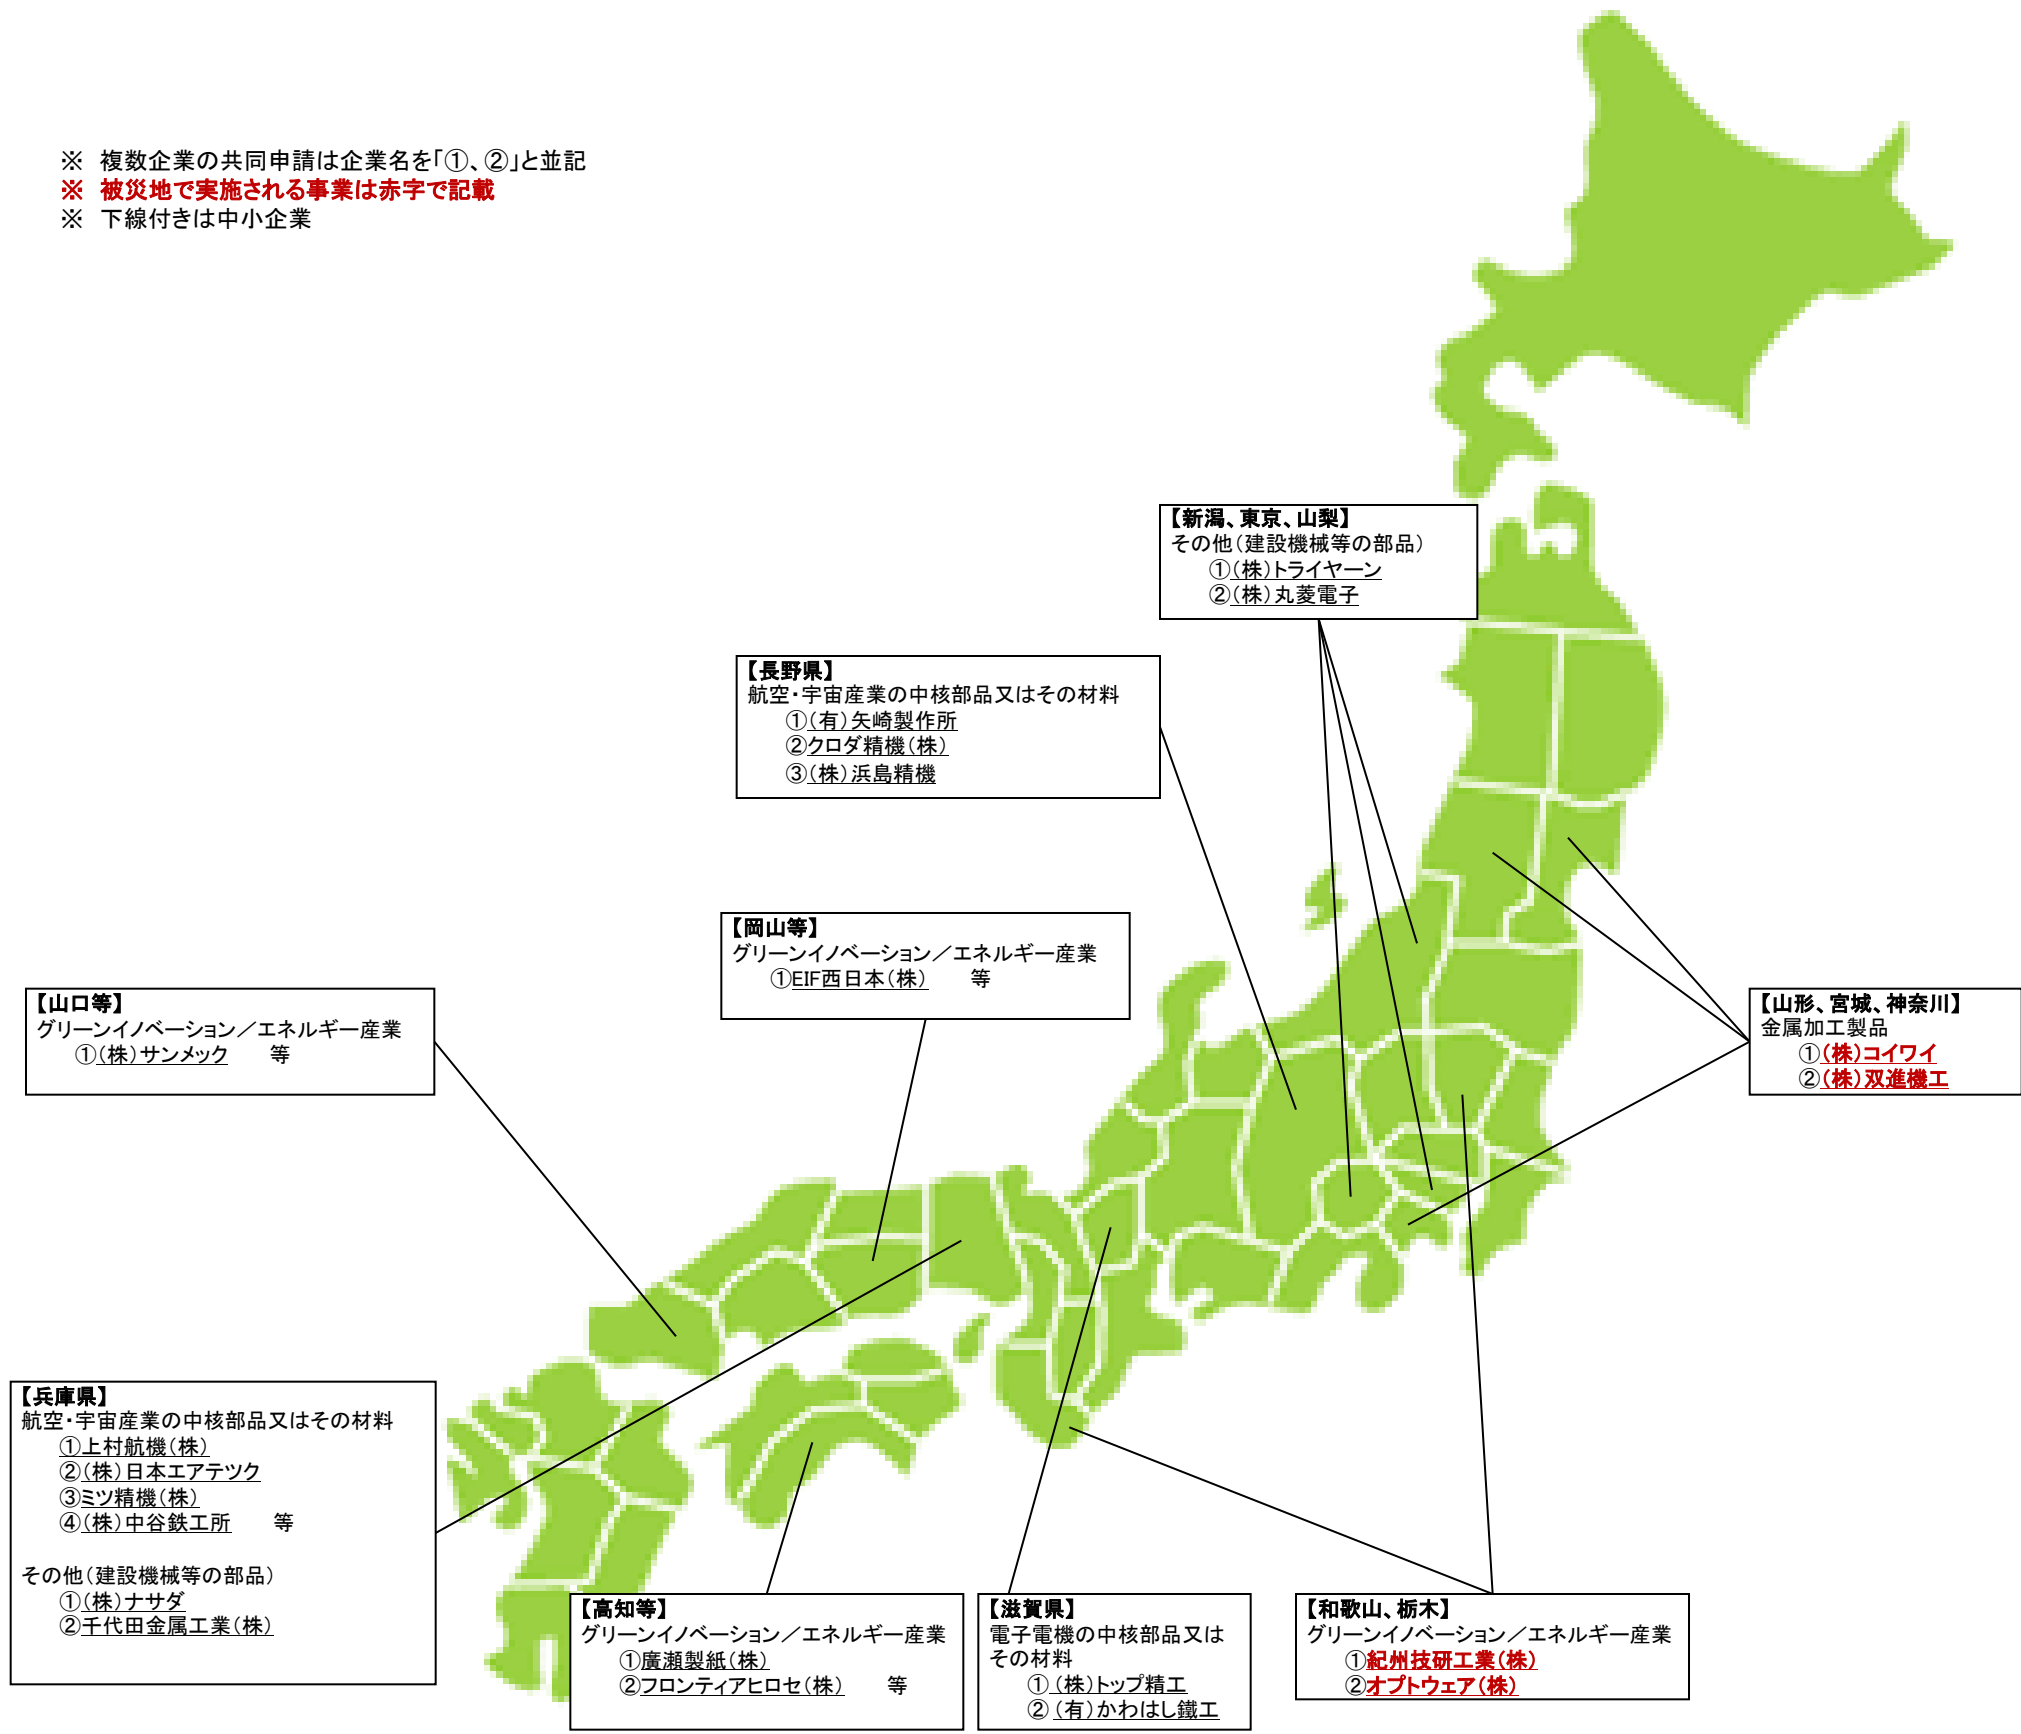 ※ 複数企業の共同申請は企業名を「①、②」と並記
※ 被災地で実施される事業は赤字で記載
※ 下線付きは中小企業
【新潟、東京、山梨】
その他（建設機械等の部品）
①（株）トライヤーン
②（株）丸菱電子
【長野県】
航空・宇宙産業の中核部品又はその材料
①（有）矢崎製作所
②クロダ精機（株）
③（株）浜島精機
【岡山等】
グリーンイノベーション／エネルギー産業
①EIF西日本（株） 等
【山口等】
グリーンイノベーション／エネルギー産業
①（株）サンメック 等
【山形、宮城、神奈川】
金属加工製品
①（株）コイワイ
②（株）双進機工
【兵庫県】
航空・宇宙産業の中核部品又はその材料
①上村航機（株）
②（株）日本エアテツク
③ミツ精機（株）
④（株）中谷鉄工所 等
その他（建設機械等の部品）
①（株）ナサダ
②千代田金属工業（株）
【高知等】
グリーンイノベーション／エネルギー産業
①廣瀬製紙（株）
②フロンティアヒロセ（株） 等
【滋賀県】
電子電機の中核部品又は
その材料
①（株）トップ精工
②（有）かわはし鐵工
【和歌山、栃木】
グリーンイノベーション／エネルギー産業
①紀州技研工業（株）
②オプトウェア（株）